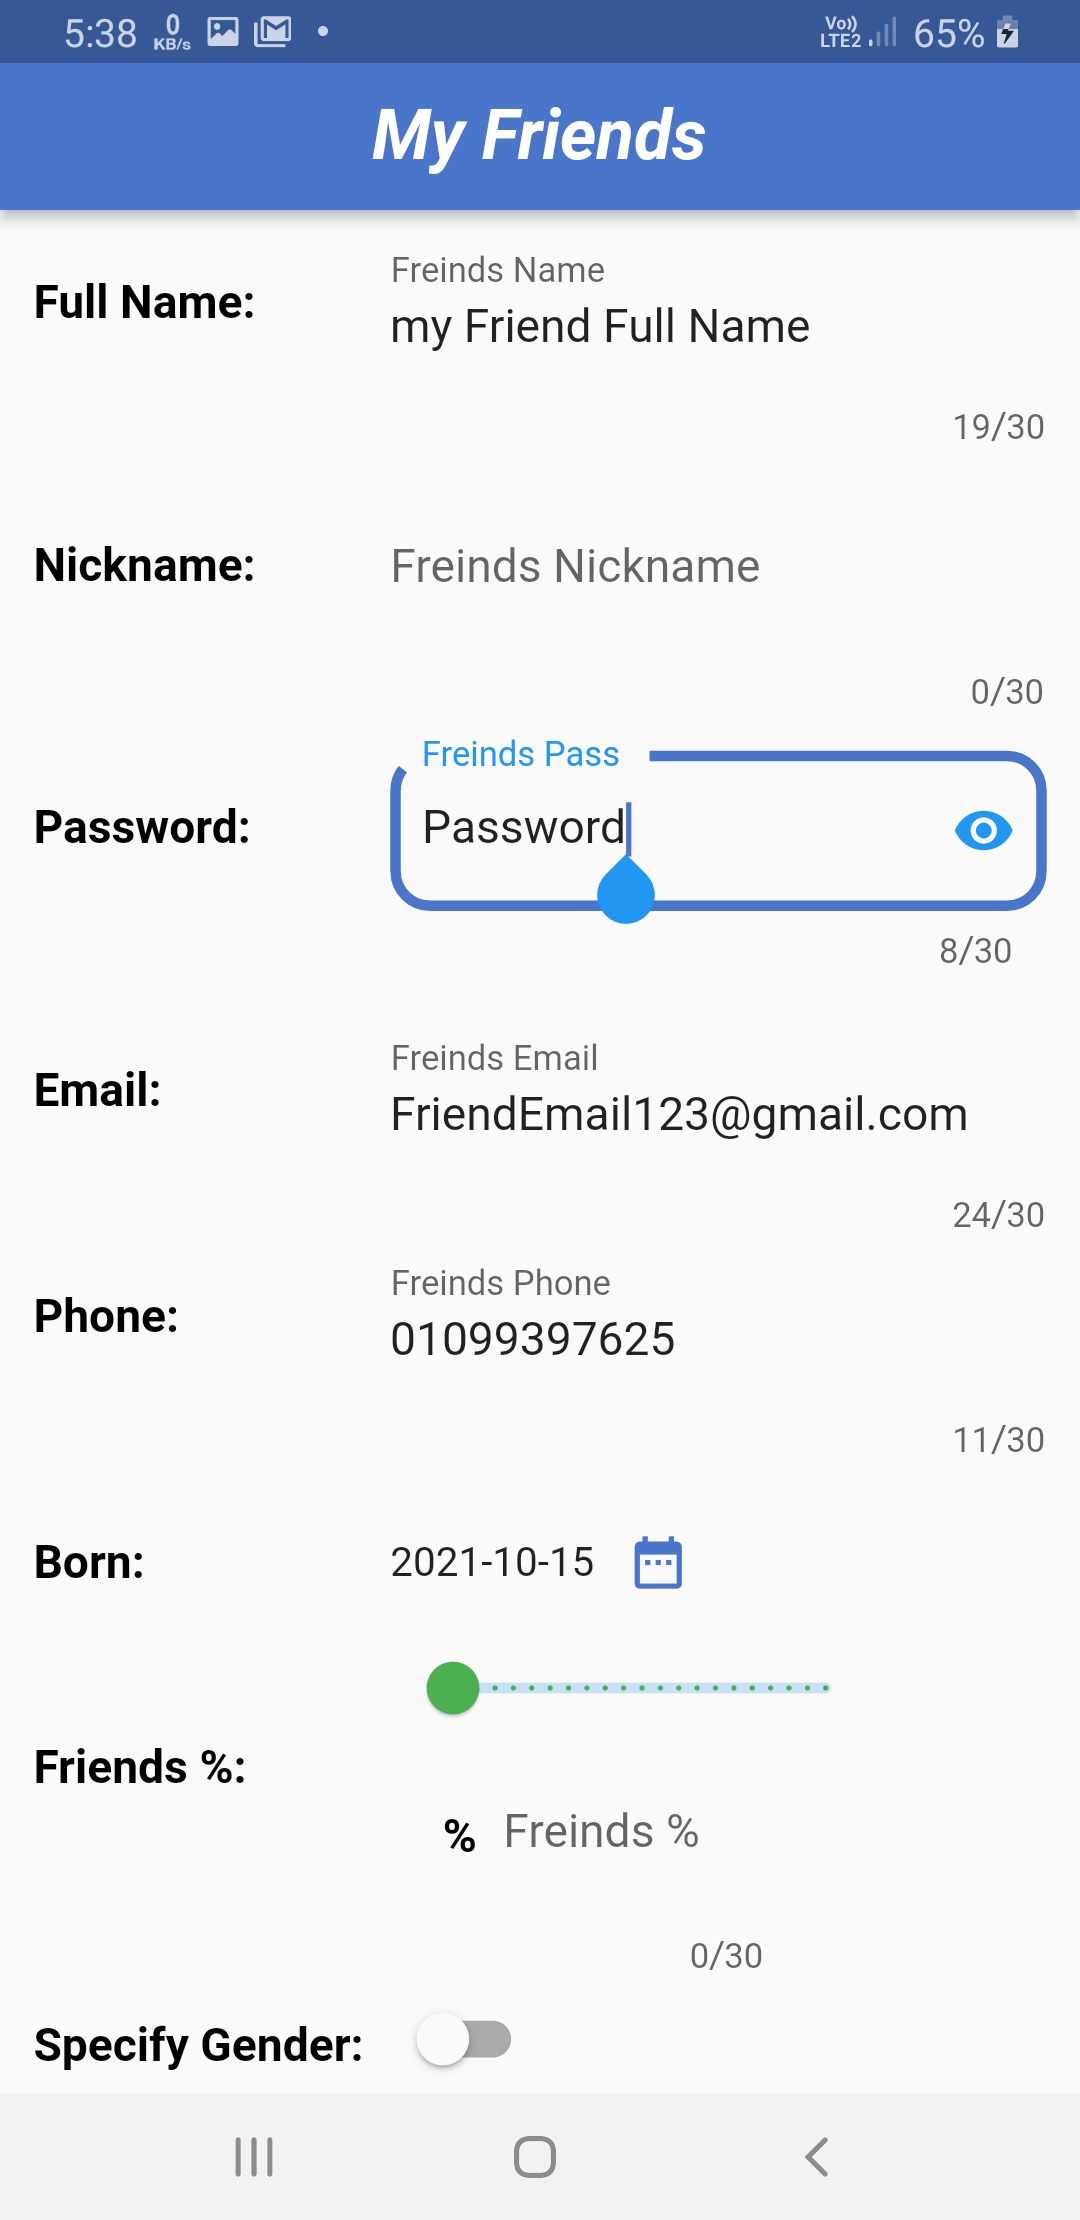 5:38 0 KB/s Vo)) LTE2 65%
My Friends
Freinds Name
Full Name: my Friend Full Name
19/30
Nickname: Freinds Nickname
0/30
Freinds Pass
Password: Password
8/30
Freinds Email
Email: FriendEmail123@gmail.com
24/30
Freinds Phone
Phone: 01099397625
11/30
Born: 2021-10-15
Friends %:
% Freinds %
0/30
Specify Gender: